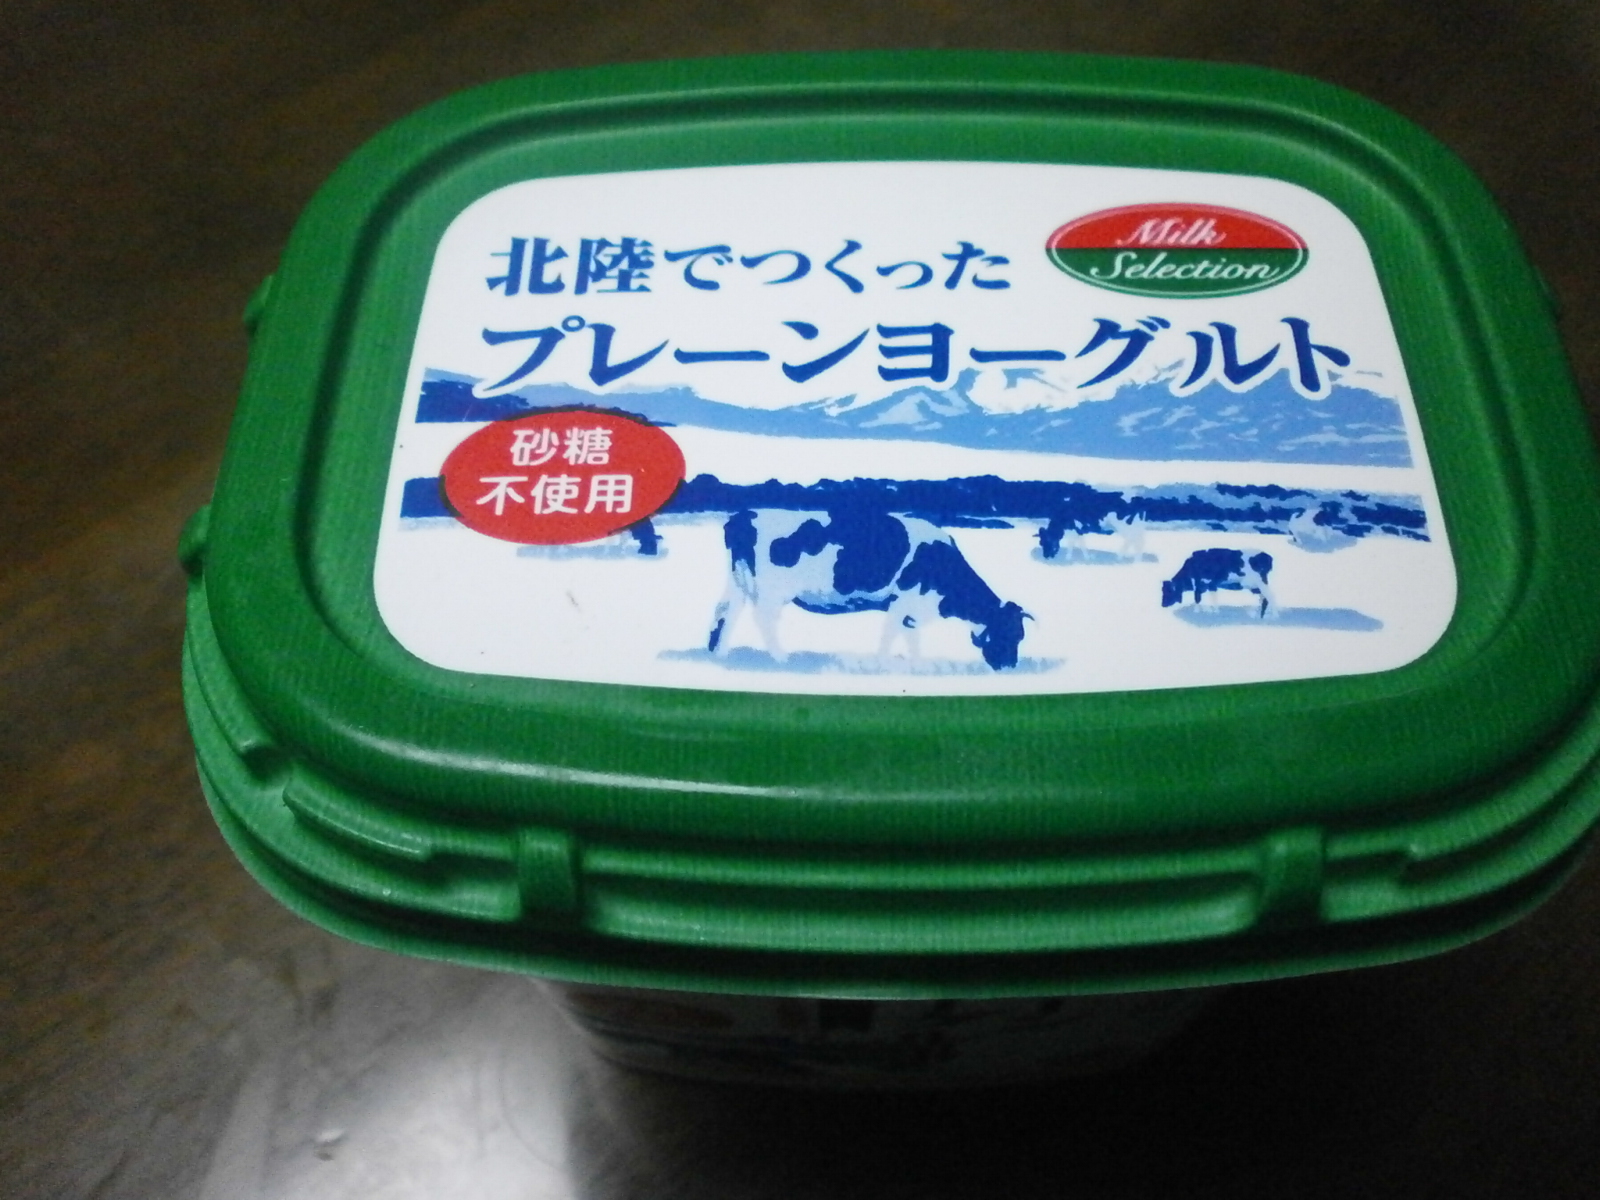 北陸でつくった
Milk
Selection
プレーンヨーグルト
砂糖
不使用